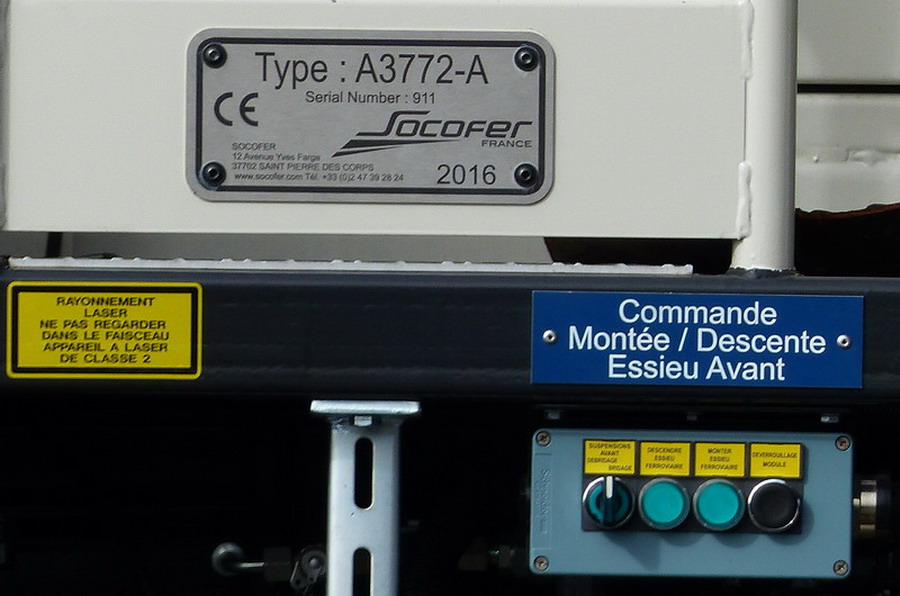 Type : A3772-A
Serial Number : 911
CE
SOCOFER
FRANCE
SOCOFER
12 Avenue Yves Farge
37702 SAINT PIERRE DES CORPS
www.socofer.com Tél. +33 (0)2 47 39 28 24
2016
RAYONNEMENT
LASER
NE PAS REGARDER
DANS LE FAISCEAU
APPAREIL A LASER
DE CLASSE 2
Commande
Montée / Descente
Essieu Avant
SUSPENSIONS
AVANT
DEBRIDAGE
BRIDAGE
DESCENDRE
ESSIEU
FERROVIAIRE
MONTER
ESSIEU
FERROVIAIRE
DEVERROUILLAGE
MODULE